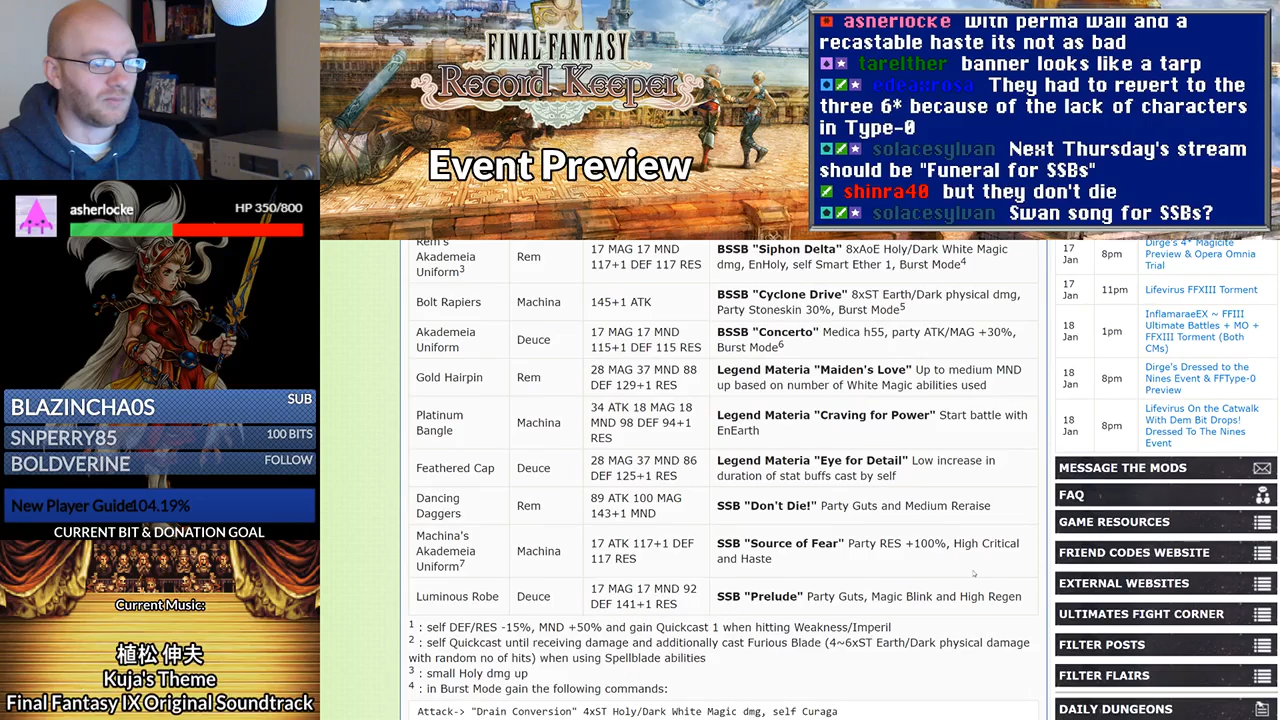 asherlocke
HP 350/800
BLAZINCHA0S
SUB
SNPERRY85
100 BITS
BOLDVERINE
FOLLOW
New Player Guide104.19%
CURRENT BIT & DONATION GOAL
Current Music:
植松 伸夫
Kuja's Theme
Final Fantasy IX Original Soundtrack
FINAL FANTASY
Record Keeper
Event Preview
asherlocke with perma wall and a
recastable haste its not as bad
tarelther banner looks like a tarp
edeaxrosa They had to revert to the
three 6* because of the lack of characters
in Type-0
solacesylvan Next Thursday's stream
should be "Funeral for SSBs"
shinra40 but they don't die
solacesylvan Swan song for SSBs?
Rem's
Akademeia
Uniform3
Rem
17 MAG 17 MND
117+1 DEF 117 RES
BSSB "Siphon Delta" 8xAoE Holy/Dark White Magic
dmg, EnHoly, self Smart Ether 1, Burst Mode4
Bolt Rapiers
Machina
145+1 ATK
BSSB "Cyclone Drive" 8xST Earth/Dark physical dmg,
Party Stoneskin 30%, Burst Mode5
Akademeia
Uniform
Deuce
17 MAG 17 MND
115+1 DEF 115 RES
BSSB "Concerto" Medica h55, party ATK/MAG +30%,
Burst Mode6
Gold Hairpin
Rem
28 MAG 37 MND 88
DEF 129+1 RES
Legend Materia "Maiden's Love" Up to medium MND
up based on number of White Magic abilities used
Platinum
Bangle
Machina
34 ATK 18 MAG 18
MND 98 DEF 94+1
RES
Legend Materia "Craving for Power" Start battle with
EnEarth
Feathered Cap
Deuce
28 MAG 37 MND 86
DEF 125+1 RES
Legend Materia "Eye for Detail" Low increase in
duration of stat buffs cast by self
Dancing
Daggers
Rem
89 ATK 100 MAG
143+1 MND
SSB "Don't Die!" Party Guts and Medium Reraise
Machina's
Akademeia
Uniform7
Machina
17 ATK 117+1 DEF
117 RES
SSB "Source of Fear" Party RES +100%, High Critical
and Haste
Luminous Robe
Deuce
17 MAG 17 MND 92
DEF 141+1 RES
SSB "Prelude" Party Guts, Magic Blink and High Regen
1 : self DEF/RES -15%, MND +50% and gain Quickcast 1 when hitting Weakness/Imperil
2 : self Quickcast until receiving damage and additionally cast Furious Blade (4~6xST Earth/Dark physical damage
with random no of hits) when using Spellblade abilities
3 : small Holy dmg up
4 : in Burst Mode gain the following commands:
Attack-> "Drain Conversion" 4xST Holy/Dark White Magic dmg, self Curaga
17
Jan
8pm
Dirge's 4* Magicite
Preview & Opera Omnia
Trial
17
Jan
11pm
Lifevirus FFXIII Torment
18
Jan
1pm
InflamaraeEX ~ FFIII
Ultimate Battles + MO +
FFXIII Torment (Both
CMs)
18
Jan
8pm
Dirge's Dressed to the
Nines Event & FFType-0
Preview
18
Jan
8pm
Lifevirus On the Catwalk
With Dem Bit Drops!
Dressed To The Nines
Event
MESSAGE THE MODS
FAQ
GAME RESOURCES
FRIEND CODES WEBSITE
EXTERNAL WEBSITES
ULTIMATES FIGHT CORNER
FILTER POSTS
FILTER FLAIRS
DAILY DUNGEONS